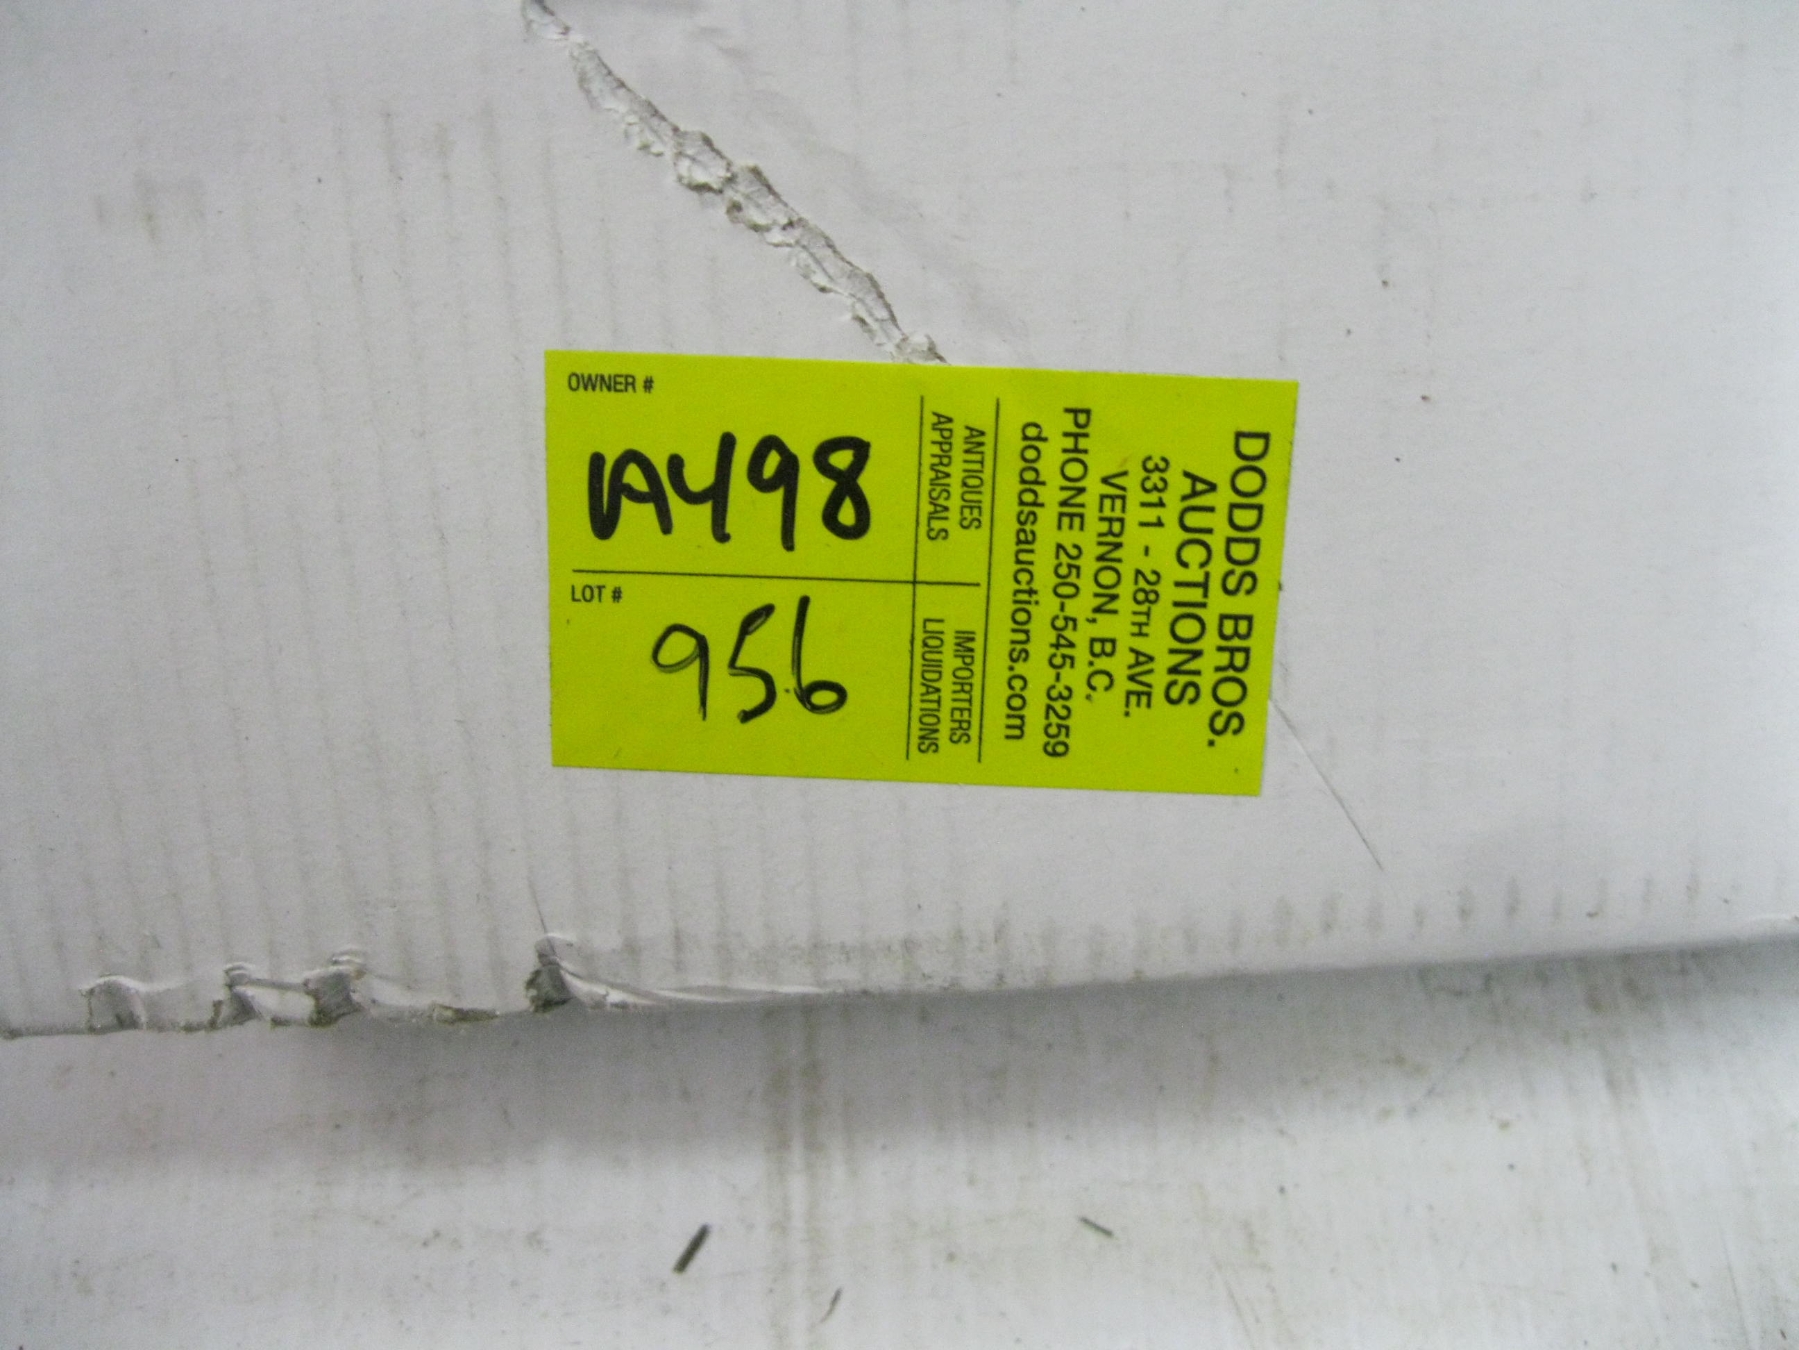 DODDS BROS.
AUCTIONS
3311 - 28TH AVE.
VERNON, B.C.
PHONE 250-545-3259
doddsauctions.com
ANTIQUES
APPRAISALS
IMPORTERS
LIQUIDATIONS
OWNER #
A498
LOT #
956